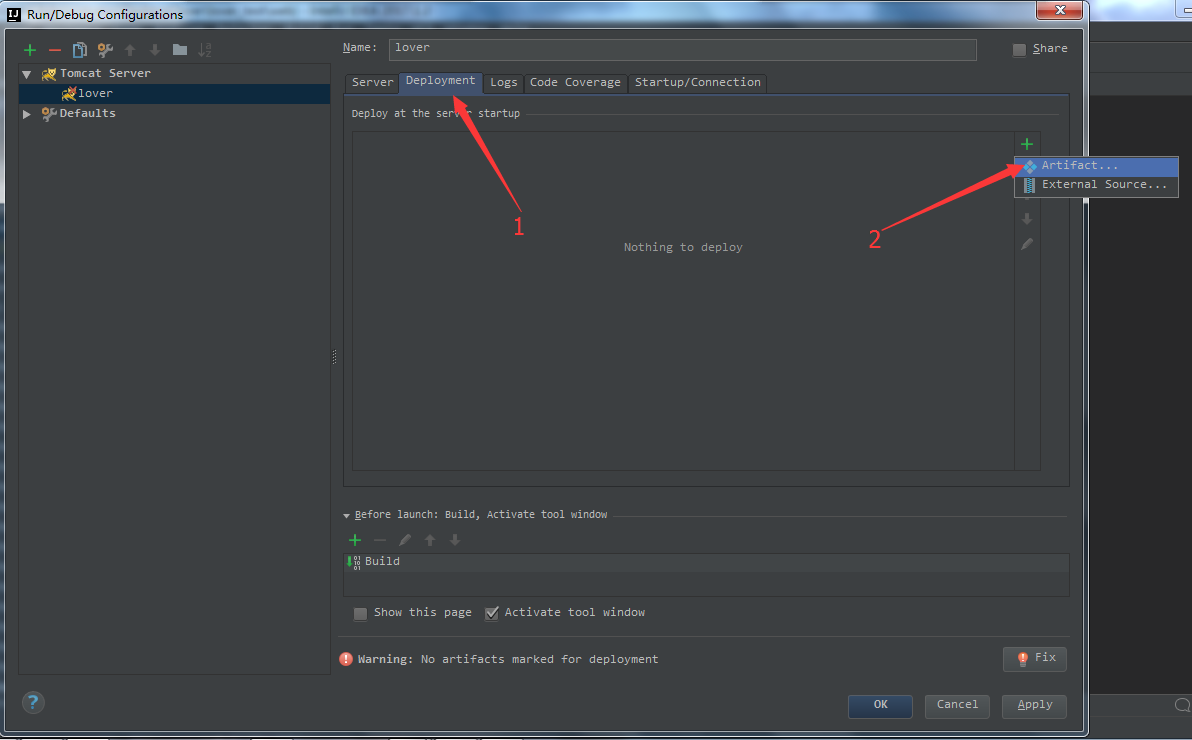 Run/Debug Configurations
Name: lover
Share
Tomcat Server
lover
Defaults
Server Deployment Logs Code Coverage Startup/Connection
Deploy at the server startup
Artifact...
External Source...
1
2
Nothing to deploy
Before launch: Build, Activate tool window
Build
Show this page Activate tool window
Warning: No artifacts marked for deployment
Fix
OK Cancel Apply